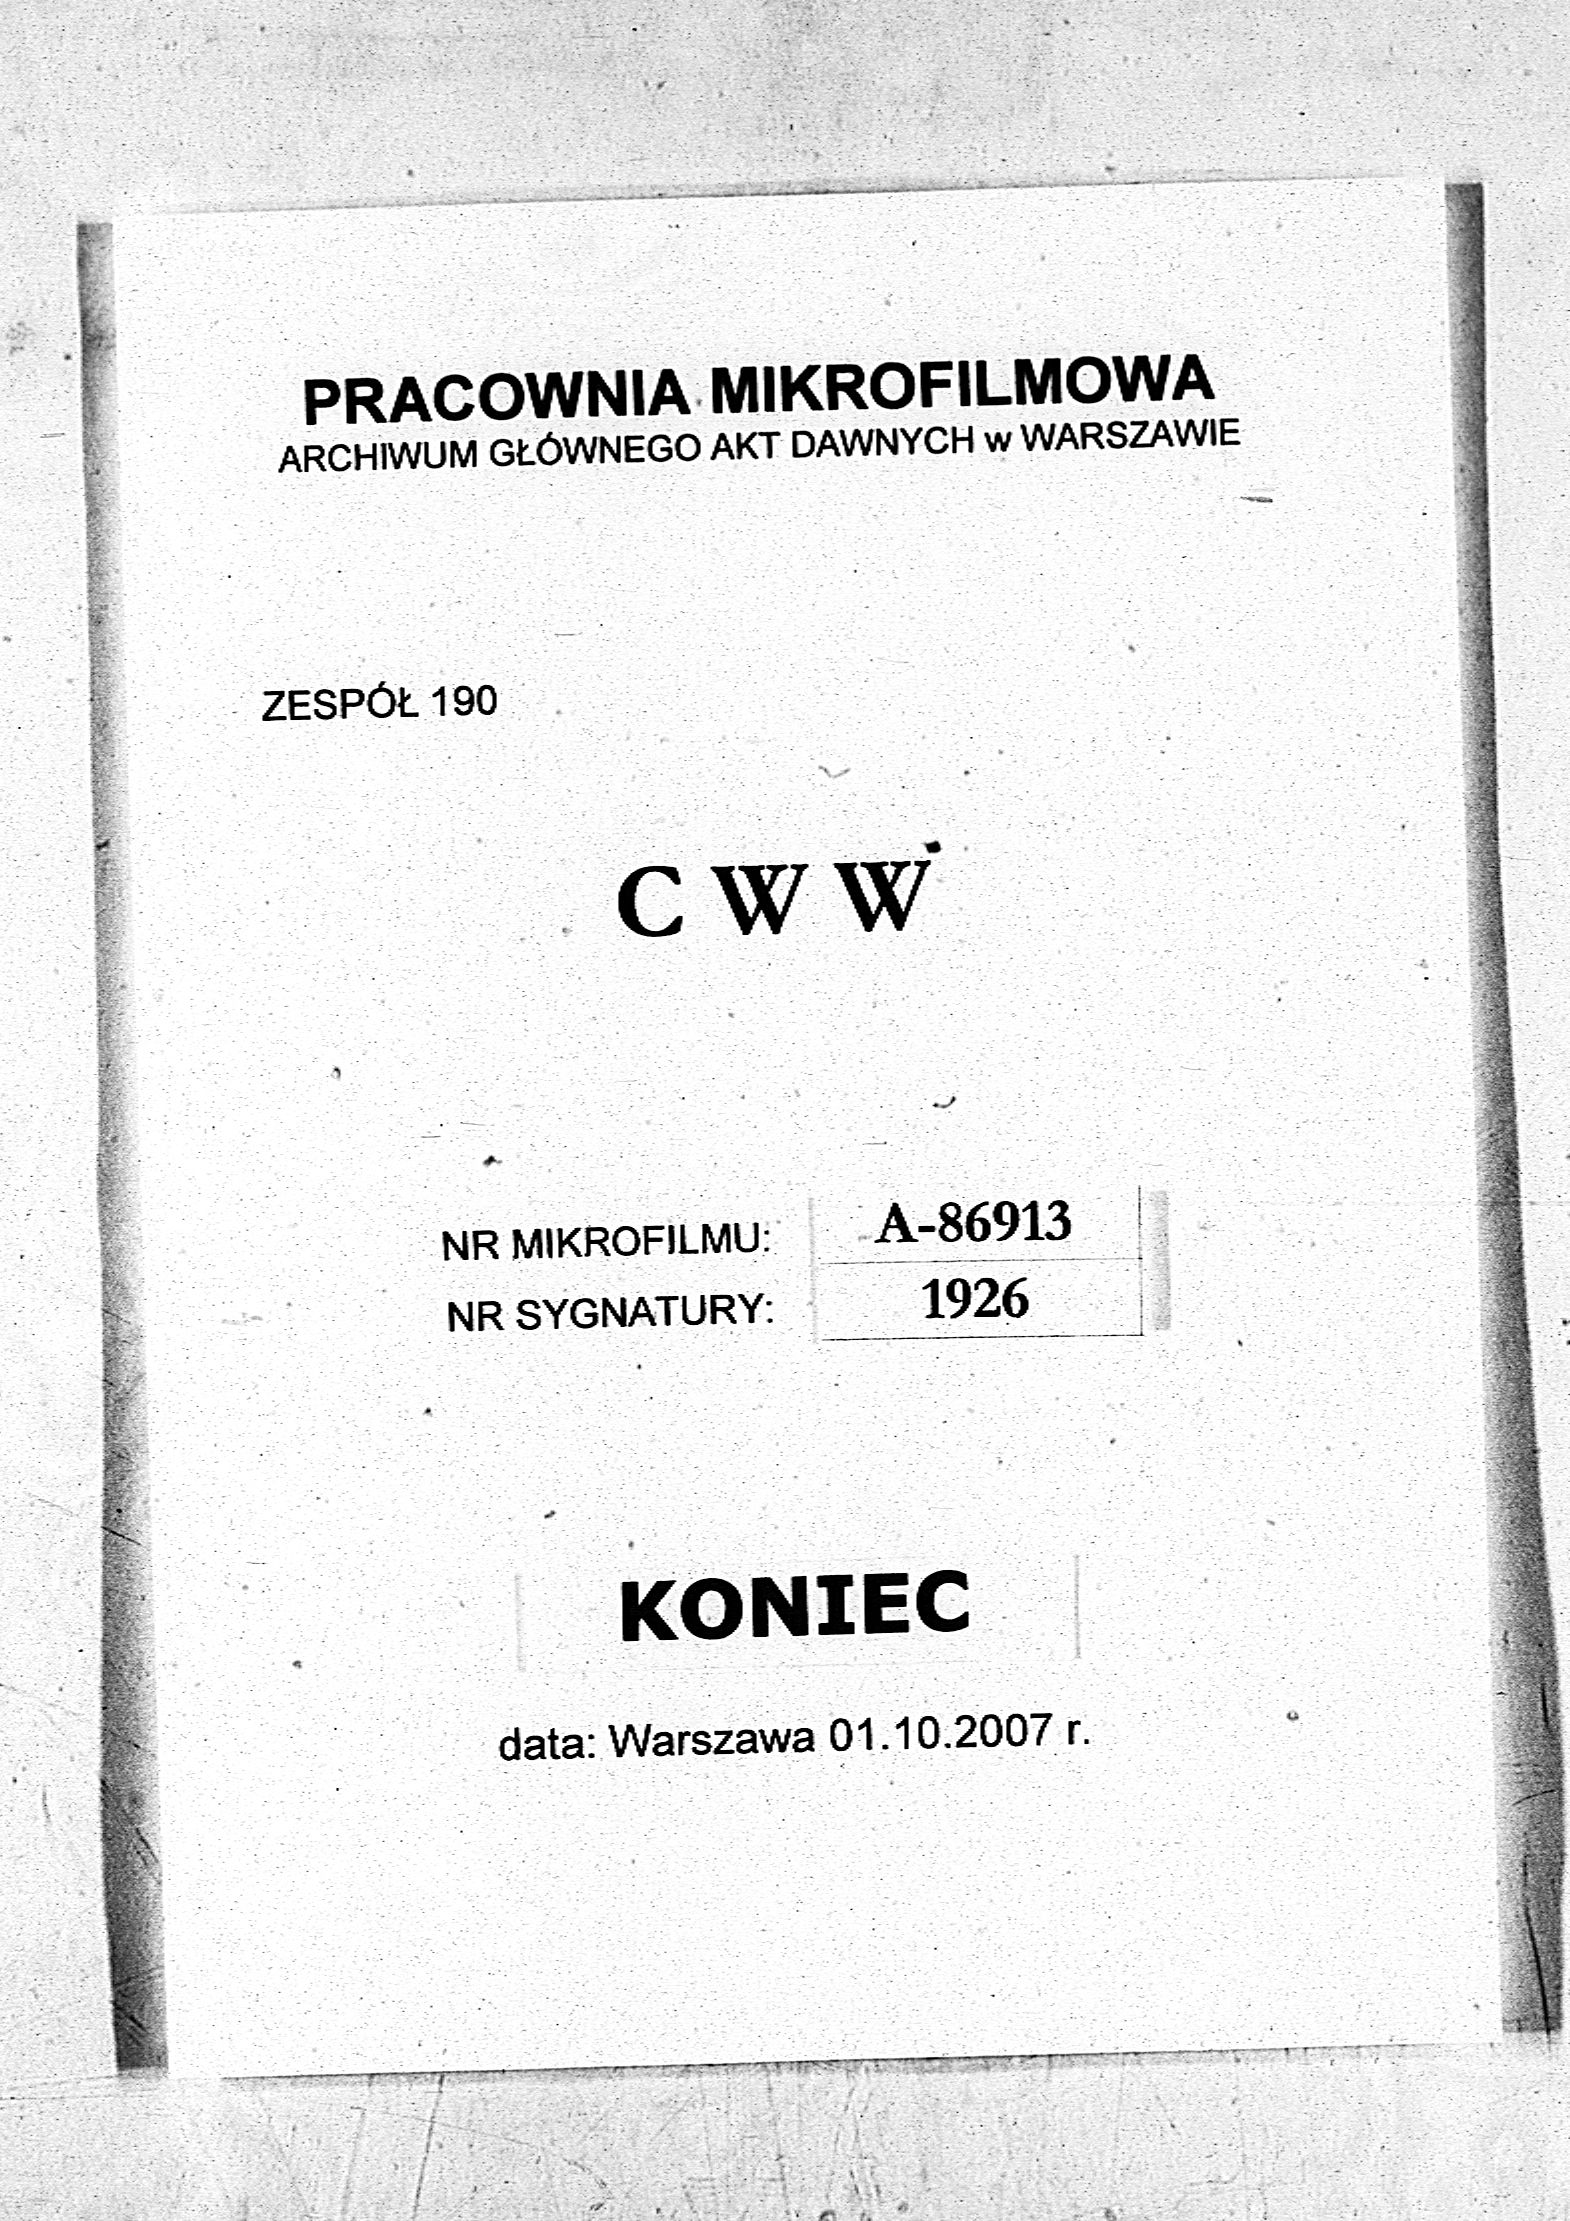 PRACOWNIA MIKROFILMOWA
ARCHIWUM GŁÓWNEGO AKT DAWNYCH w WARSZAWIE
ZESPÓŁ 190
C W W
NR MIKROFILMU: A-86913
NR SYGNATURY: 1926
KONIEC
data: Warszawa 01.10.2007 r.